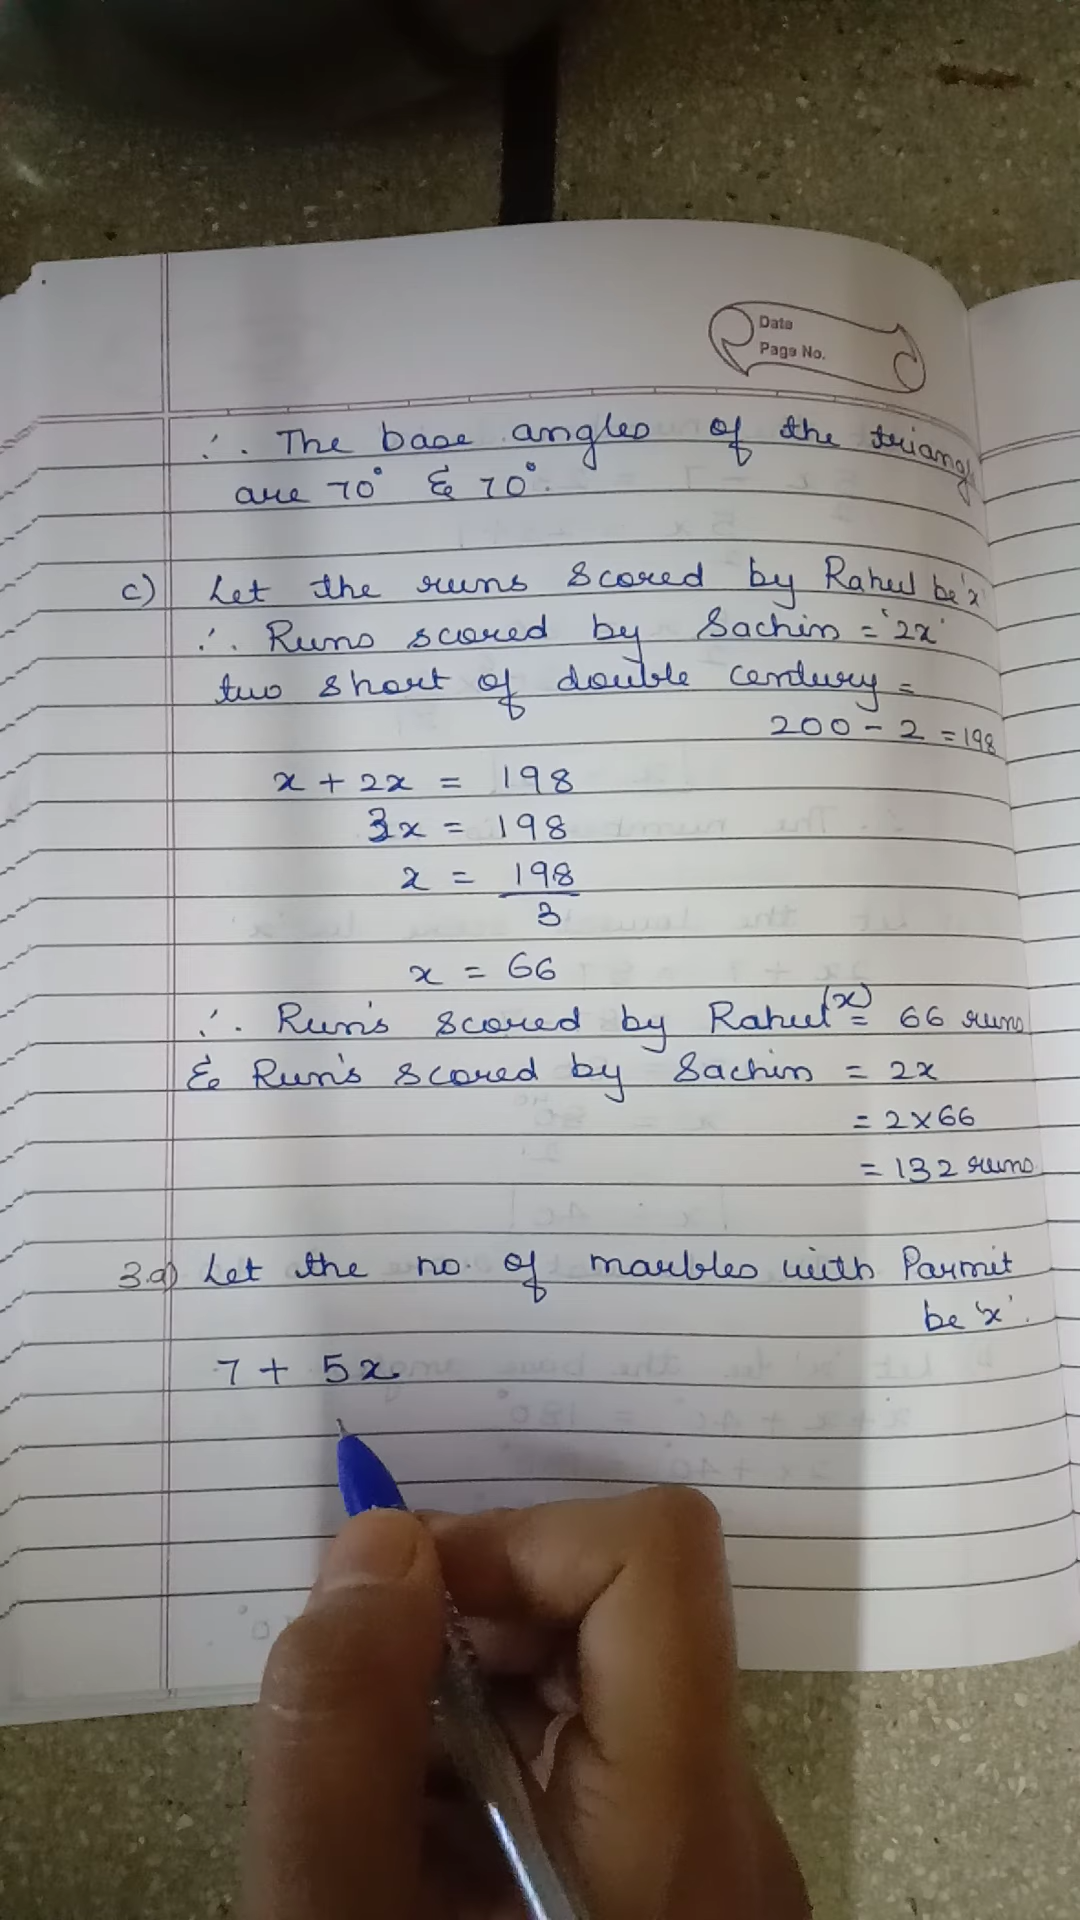 Date
Page No.
∴ The base angles of the triangle
are 70° & 70°.
c) Let the runs scored by Rahul be 'x'
∴ Runs scored by Sachin = '2x'
two short of double century =
200 - 2 = 198
x + 2x = 198
3x = 198
x = 198
3
x = 66
∴ Run's scored by Rahul (x) = 66 runs
& Run's scored by Sachin = 2x
= 2 x 66
= 132 runs
3.a) Let the no. of marbles with Parmit
be 'x'.
7 + 5x